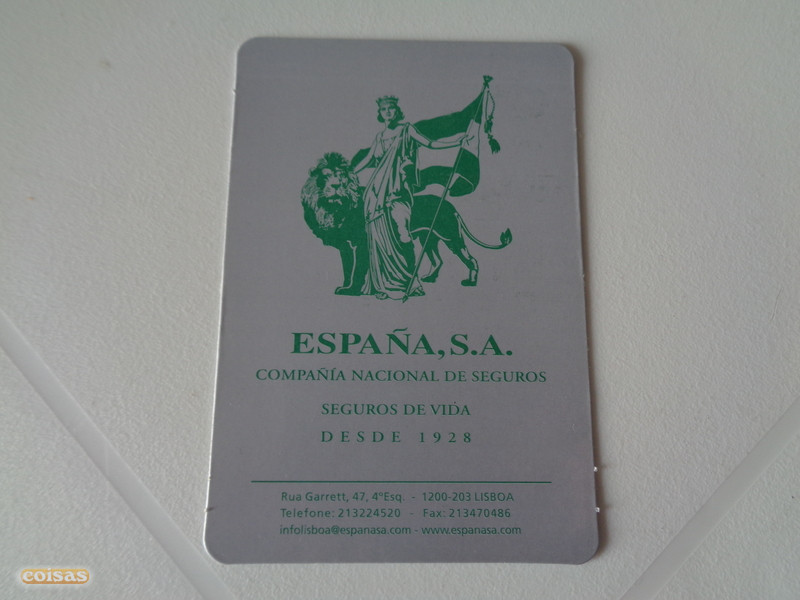 ESPAÑA, S.A.
COMPAÑÍA NACIONAL DE SEGUROS
SEGUROS DE VIDA
DESDE 1928
Rua Garrett, 47, 4ºEsq. - 1200-203 LISBOA
Telefone: 213224520 - Fax: 213470486
infolisboa@espanasa.com - www.espanasa.com
coisas